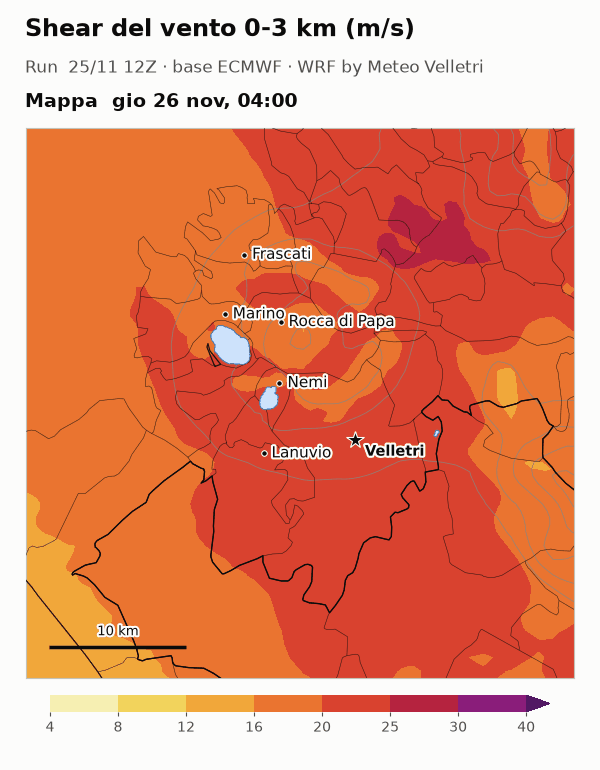 Shear del vento 0-3 km (m/s)
Run  25/11 12Z · base ECMWF · WRF by Meteo Velletri
Mappa  gio 26 nov, 04:00
Frascati
Marino
Rocca di Papa
Nemi
Velletri
Lanuvio
10 km
4 8 12 16 20 25 30 40